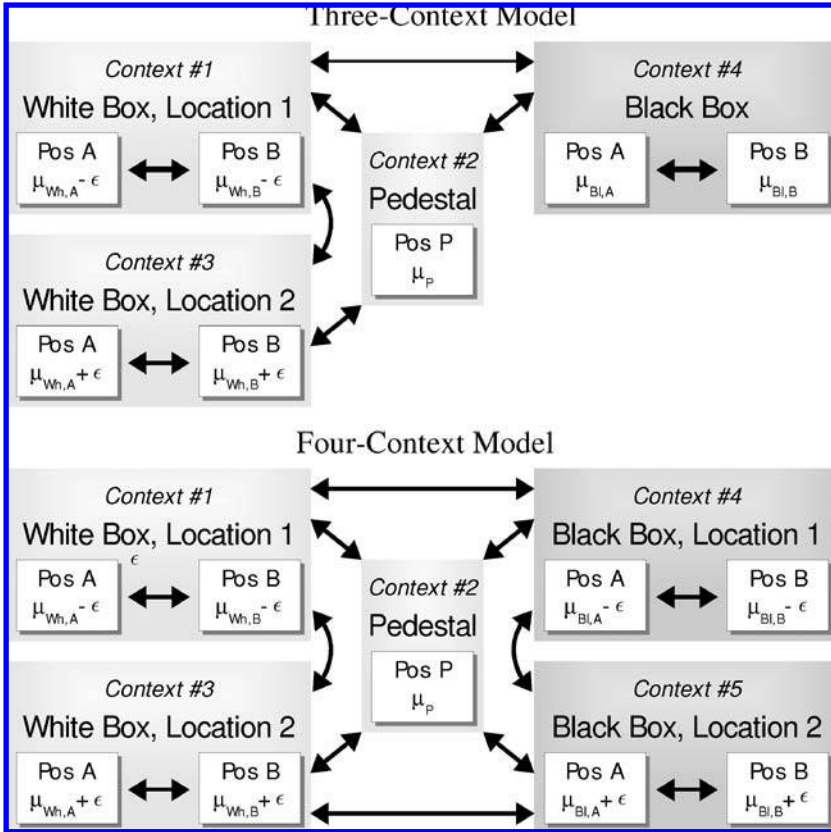 Three-Context Model
Context #1
White Box, Location 1
Pos A
μWh,A - ϵ
Pos B
μWh,B - ϵ
Context #2
Pedestal
Pos P
μP
Context #4
Black Box
Pos A
μBl,A
Pos B
μBl,B
Context #3
White Box, Location 2
Pos A
μWh,A + ϵ
Pos B
μWh,B + ϵ
Four-Context Model
Context #1
White Box, Location 1
ϵ
Pos A
μWh,A - ϵ
Pos B
μWh,B - ϵ
Context #2
Pedestal
Pos P
μP
Context #4
Black Box, Location 1
Pos A
μBl,A - ϵ
Pos B
μBl,B - ϵ
Context #3
White Box, Location 2
Pos A
μWh,A + ϵ
Pos B
μWh,B + ϵ
Context #5
Black Box, Location 2
Pos A
μBl,A + ϵ
Pos B
μBl,B + ϵ